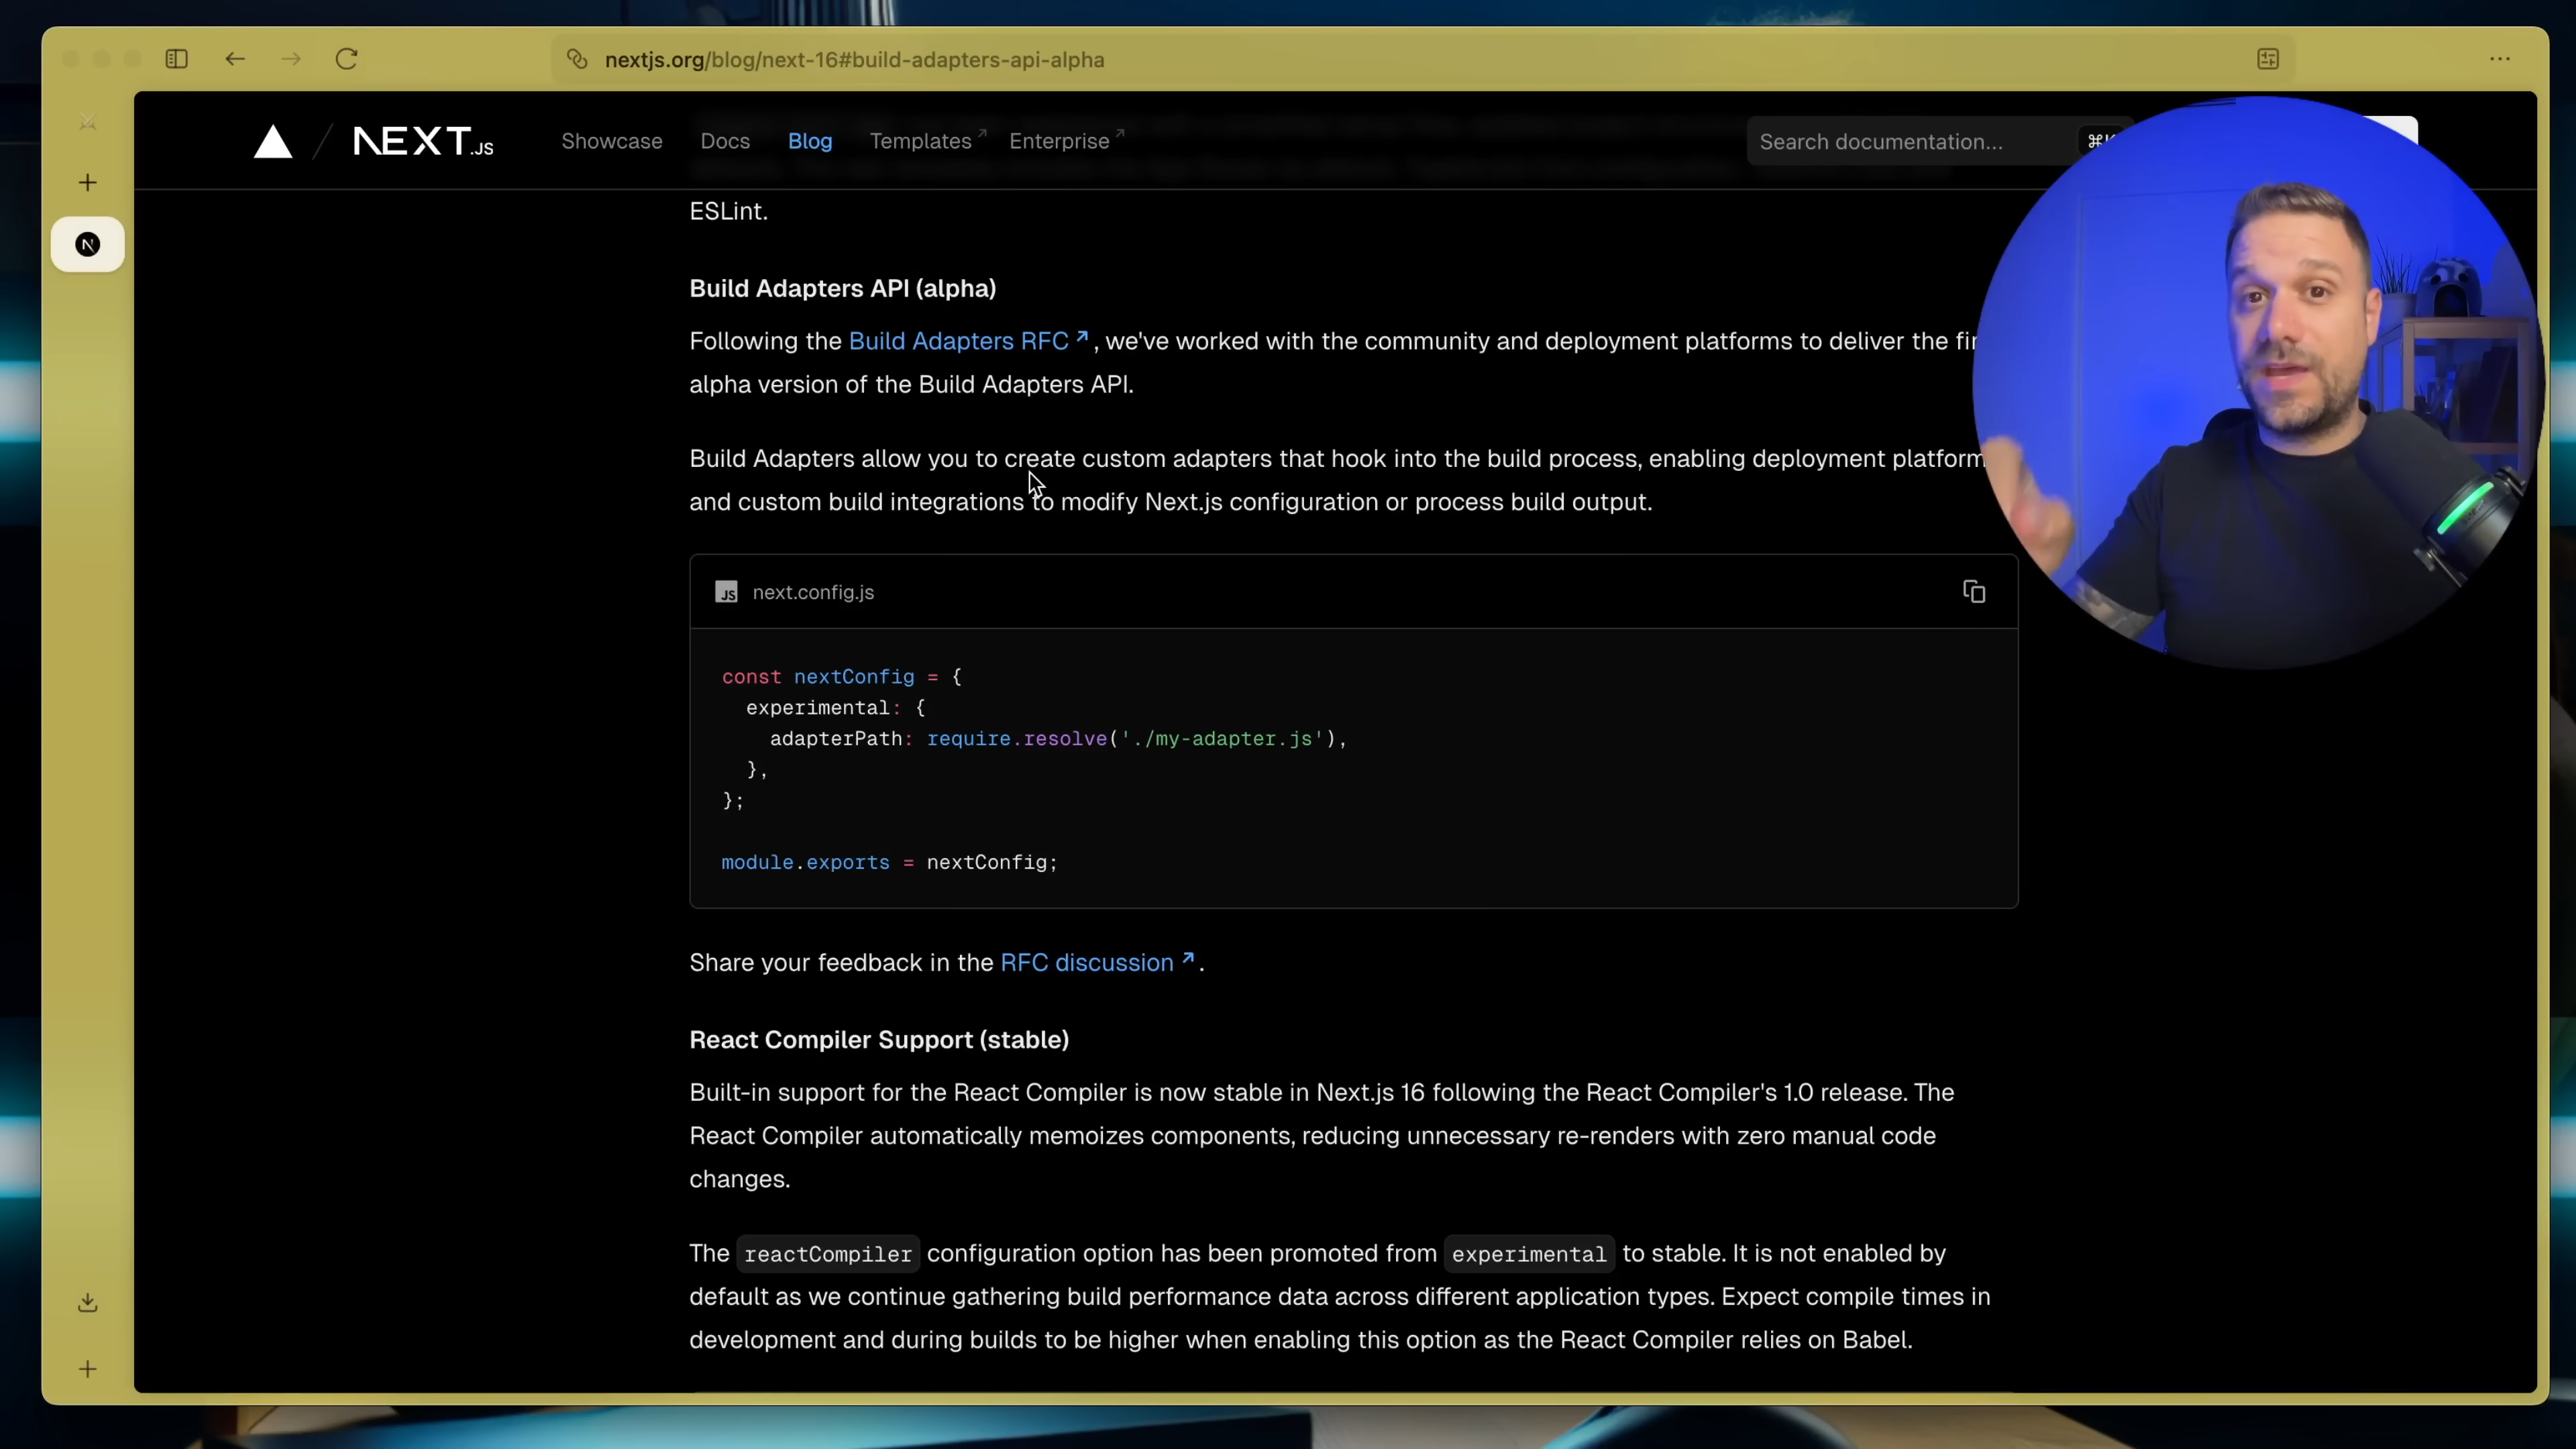 nextjs.org/blog/next-16#build-adapters-api-alpha
NEXT.JS
Showcase
Docs
Blog
Templates
Enterprise
Search documentation...
ESLint.
Build Adapters API (alpha)
Following the Build Adapters RFC, we've worked with the community and deployment platforms to deliver the
alpha version of the Build Adapters API.
Build Adapters allow you to create custom adapters that hook into the build process, enabling deployment platform
and custom build integrations to modify Next.js configuration or process build output.
JS next.config.js
const nextConfig = {
experimental: {
adapterPath: require.resolve('./my-adapter.js'),
},
};
module.exports = nextConfig;
Share your feedback in the RFC discussion.
React Compiler Support (stable)
Built-in support for the React Compiler is now stable in Next.js 16 following the React Compiler's 1.0 release. The
React Compiler automatically memoizes components, reducing unnecessary re-renders with zero manual code
changes.
The reactCompiler configuration option has been promoted from experimental to stable. It is not enabled by
default as we continue gathering build performance data across different application types. Expect compile times in
development and during builds to be higher when enabling this option as the React Compiler relies on Babel.